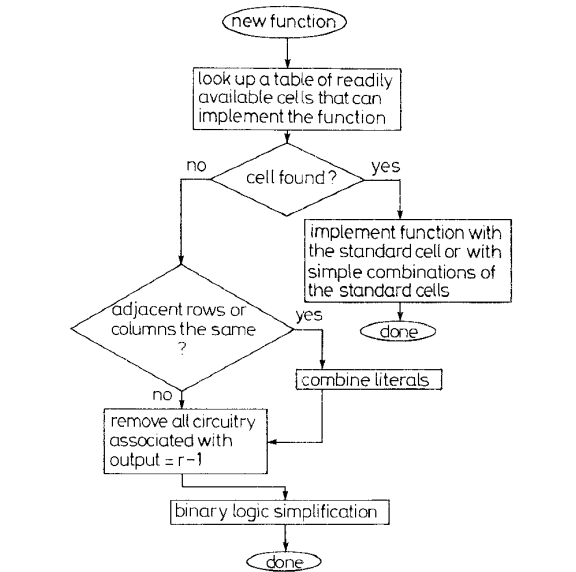 new function
look up a table of readily
available cells that can
implement the function
no
cell found?
yes
implement function with
the standard cell or with
simple combinations of
the standard cells
done
adjacent rows or
columns the same
?
yes
combine literals
no
remove all circuitry
associated with
output = r-1
binary logic simplification
done